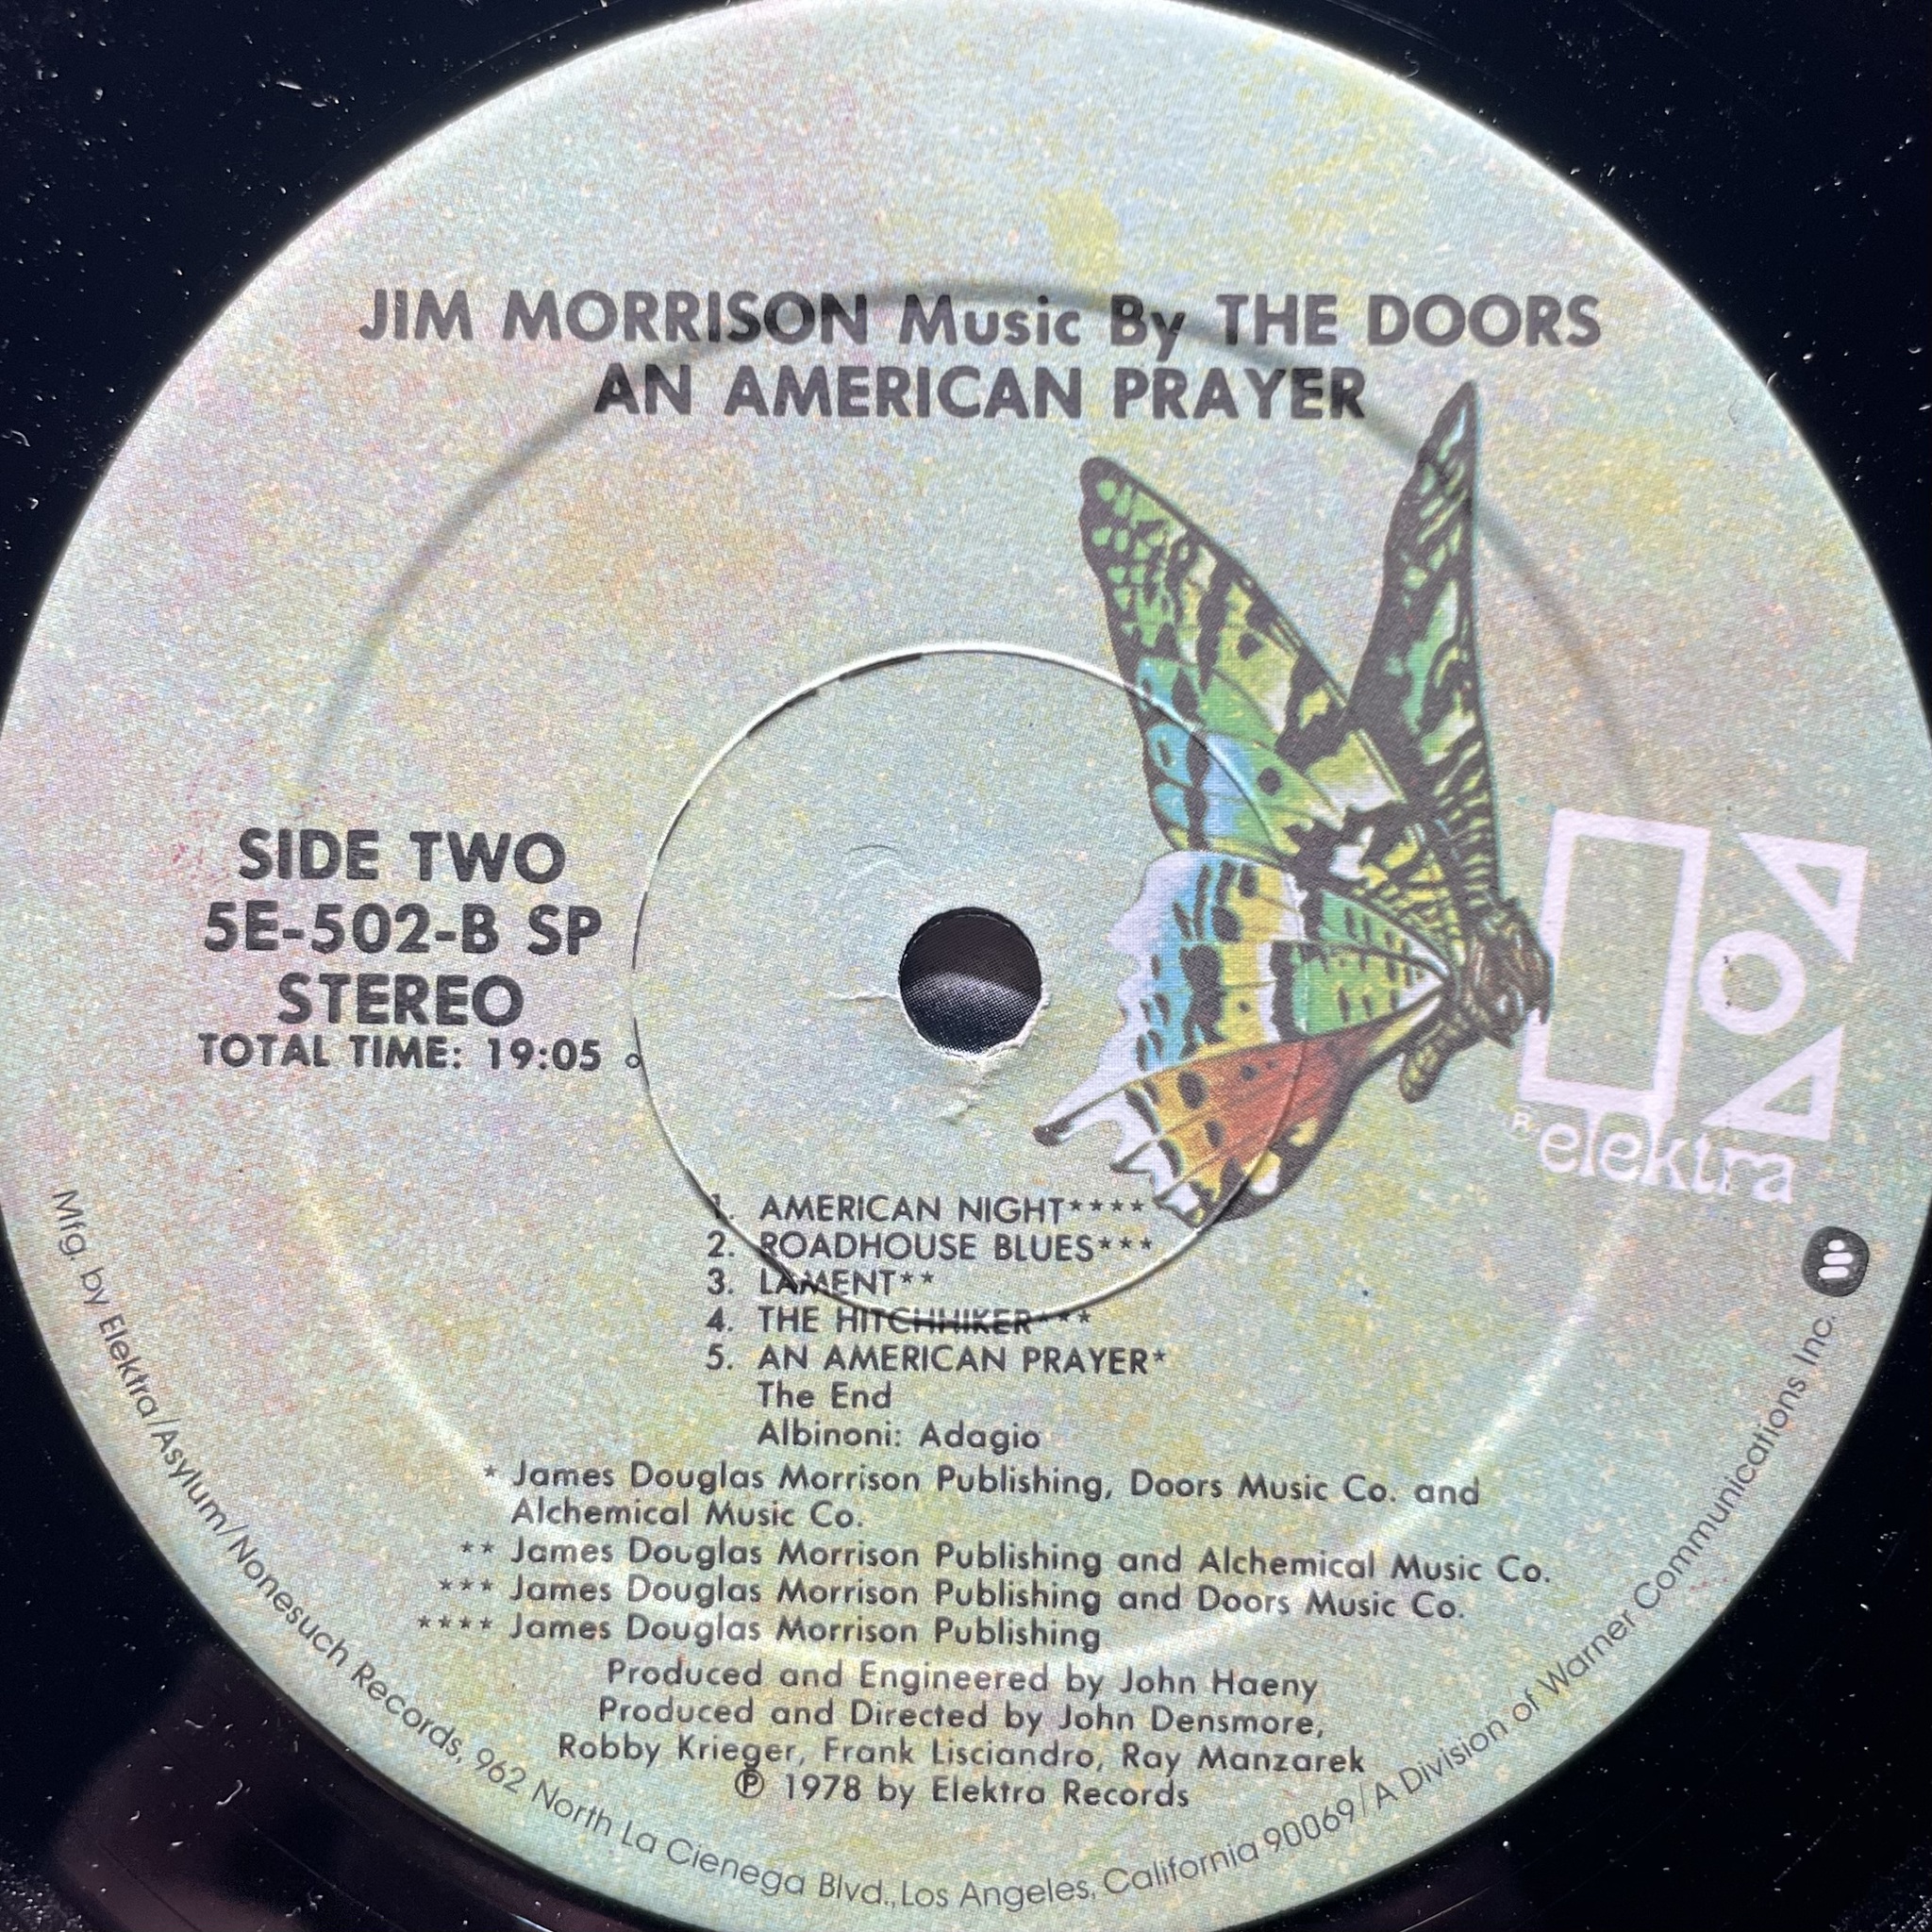 JIM MORRISON Music By THE DOORS
AN AMERICAN PRAYER
SIDE TWO
5E-502-B SP
STEREO
TOTAL TIME: 19:05
® elektra
1. AMERICAN NIGHT****
2. ROADHOUSE BLUES***
3. LAMENT**
4. THE HITCHHIKER***
5. AN AMERICAN PRAYER*
The End
Albinoni: Adagio
* James Douglas Morrison Publishing, Doors Music Co. and
Alchemical Music Co.
** James Douglas Morrison Publishing and Alchemical Music Co.
*** James Douglas Morrison Publishing and Doors Music Co.
**** James Douglas Morrison Publishing
Produced and Engineered by John Haeny
Produced and Directed by John Densmore,
Robby Krieger, Frank Lisciandro, Ray Manzarek
℗ 1978 by Elektra Records
Mfg. by Elektra/Asylum/Nonesuch Records, 962 North La Cienega Blvd., Los Angeles, California 90069/A Division of Warner Communications Inc.